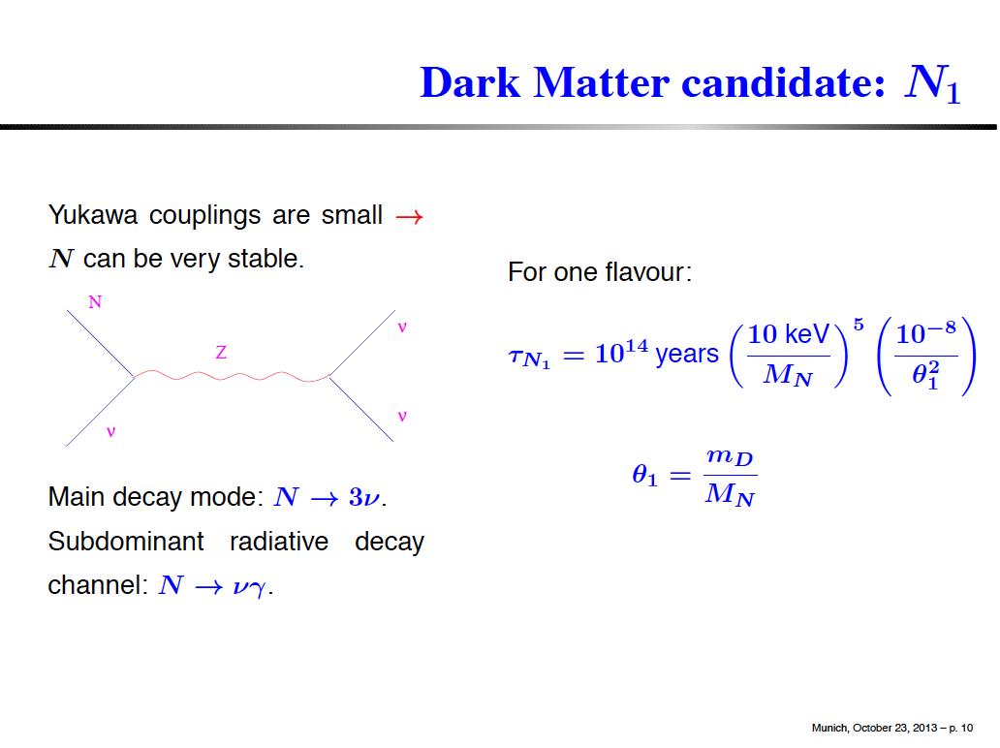 Dark Matter candidate: N₁
Yukawa couplings are small →
N can be very stable.
N
ν
Z
ν
ν
Main decay mode: N → 3ν.
Subdominant radiative decay
channel: N → νγ.
For one flavour:
τ_{N₁} = 10¹⁴ years (10 keV / M_N)⁵ (10⁻⁸ / θ₁²)
θ₁ = m_D / M_N
Munich, October 23, 2013 – p. 10